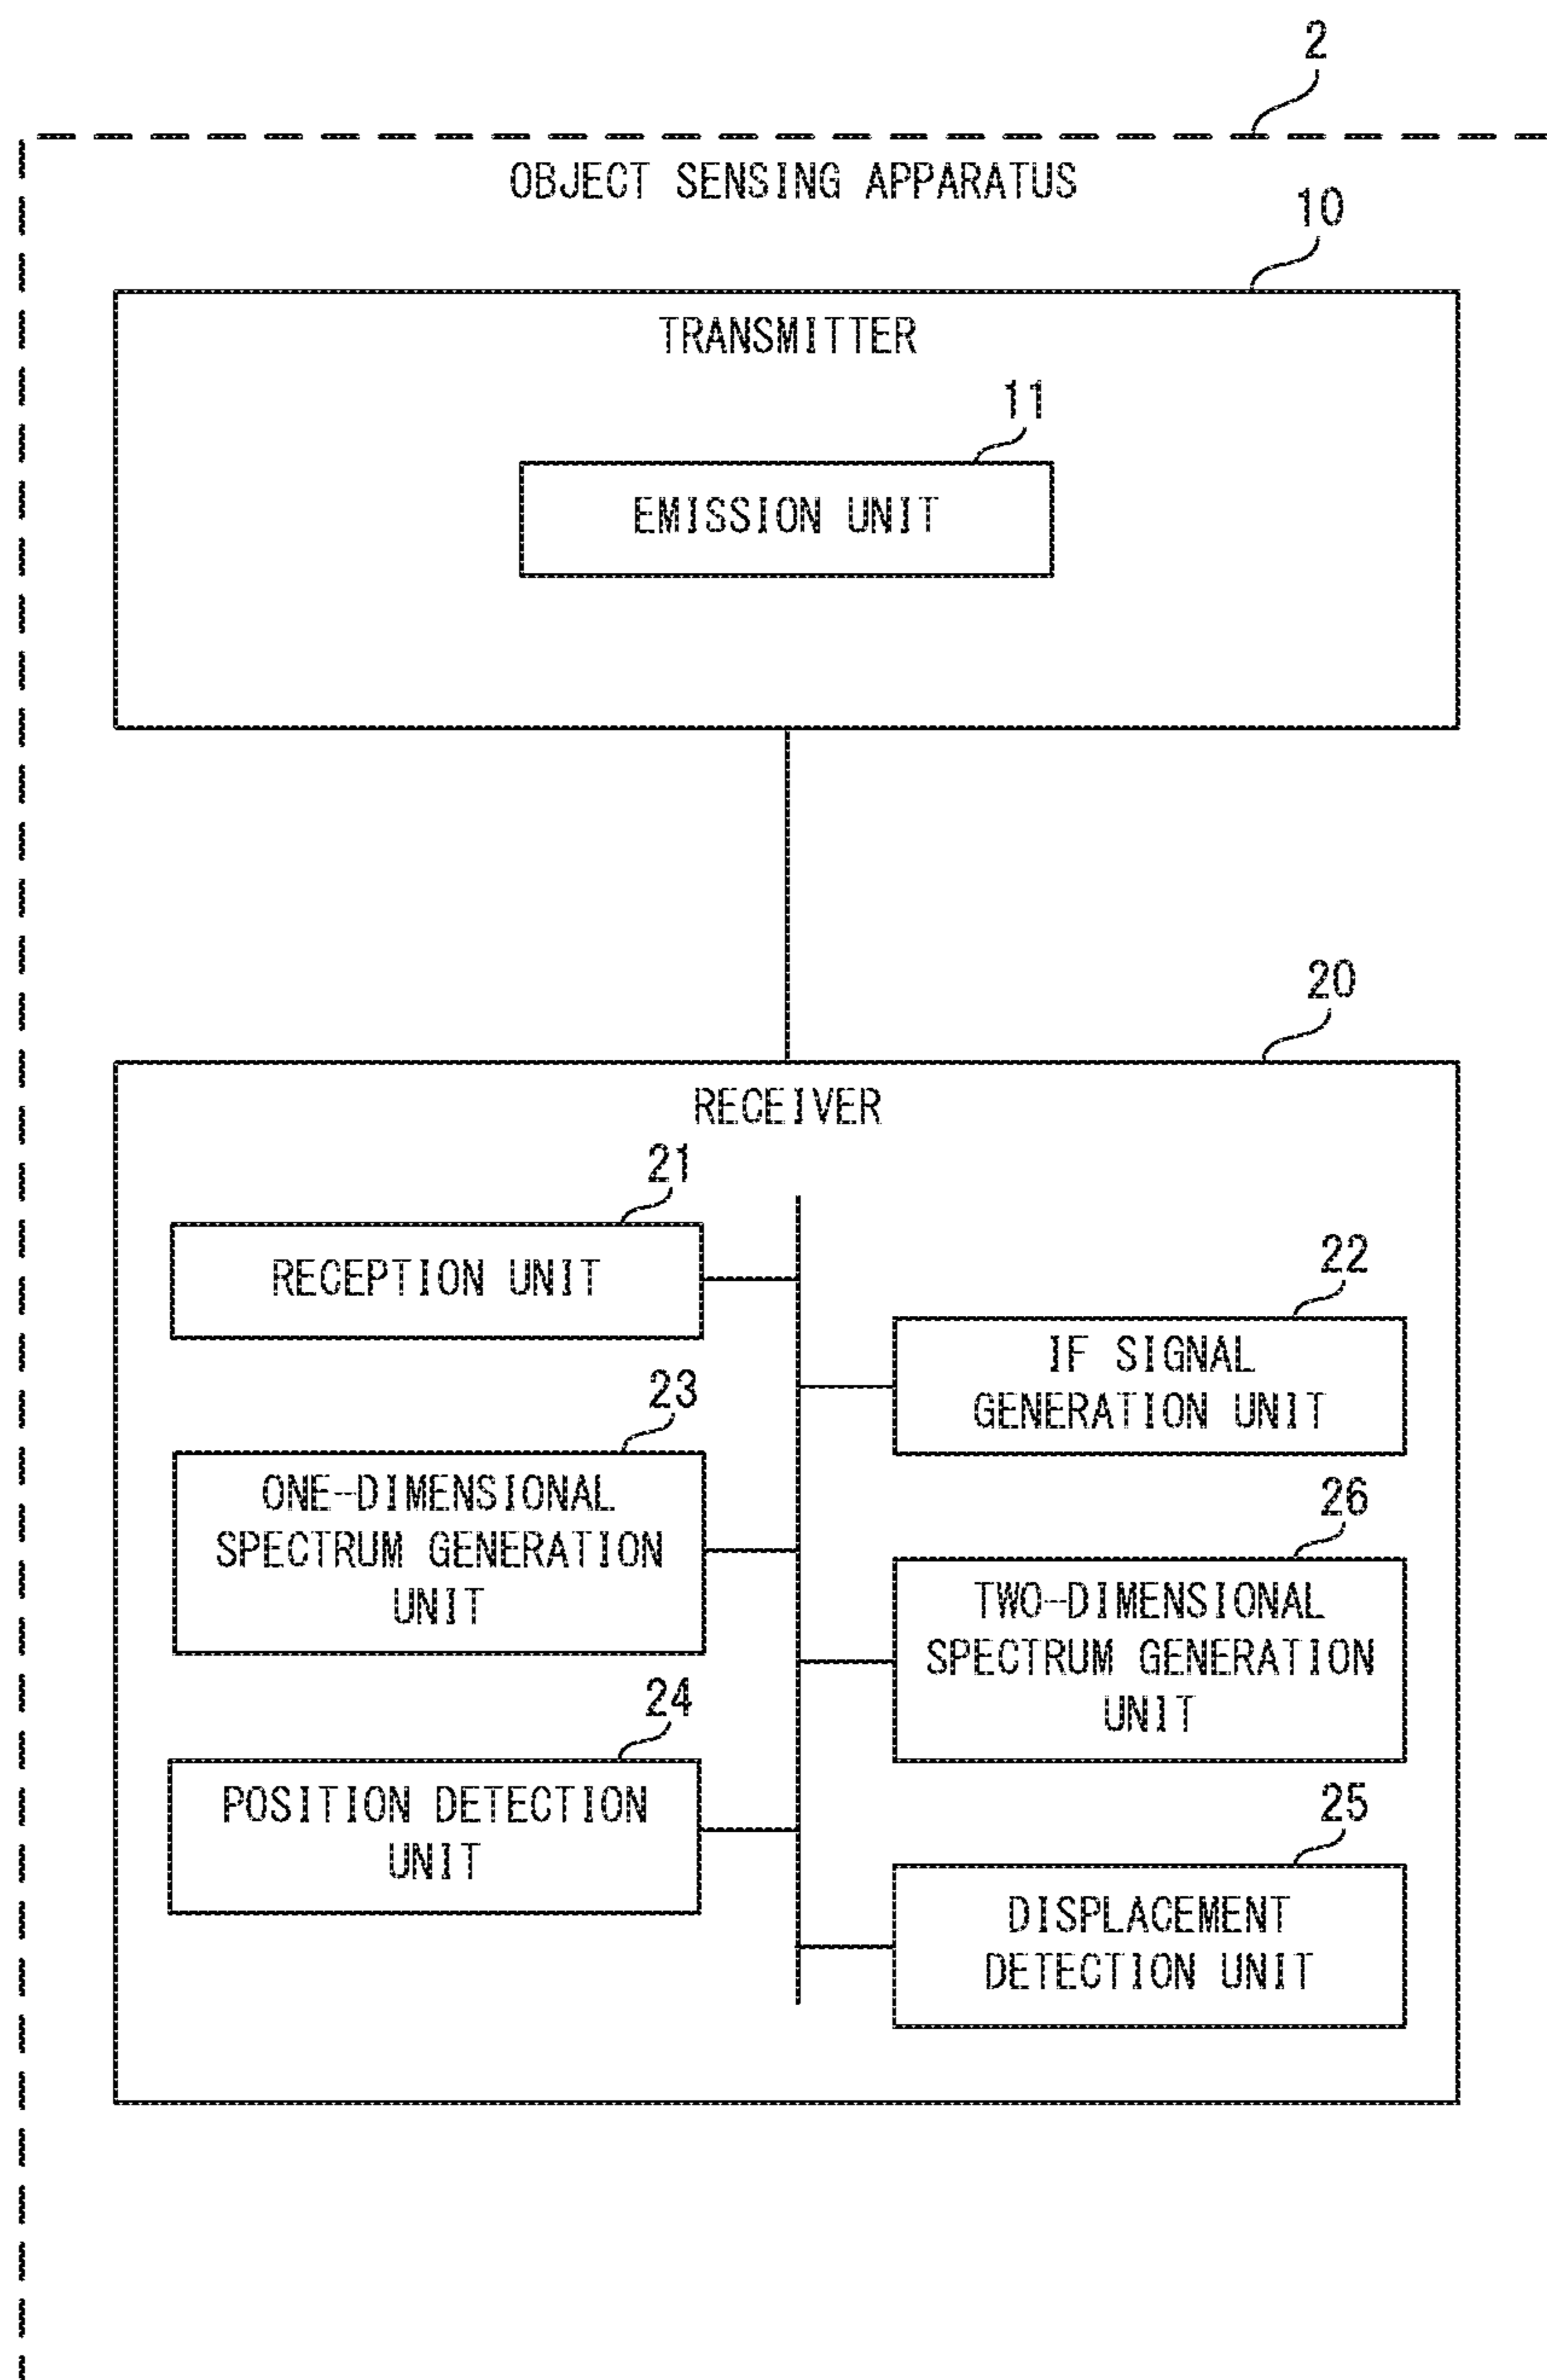 2
OBJECT SENSING APPARATUS
10
TRANSMITTER
11
EMISSION UNIT
20
RECEIVER
21
RECEPTION UNIT
22
IF SIGNAL
GENERATION UNIT
23
ONE-DIMENSIONAL
SPECTRUM GENERATION
UNIT
26
TWO-DIMENSIONAL
SPECTRUM GENERATION
UNIT
24
POSITION DETECTION
UNIT
25
DISPLACEMENT
DETECTION UNIT